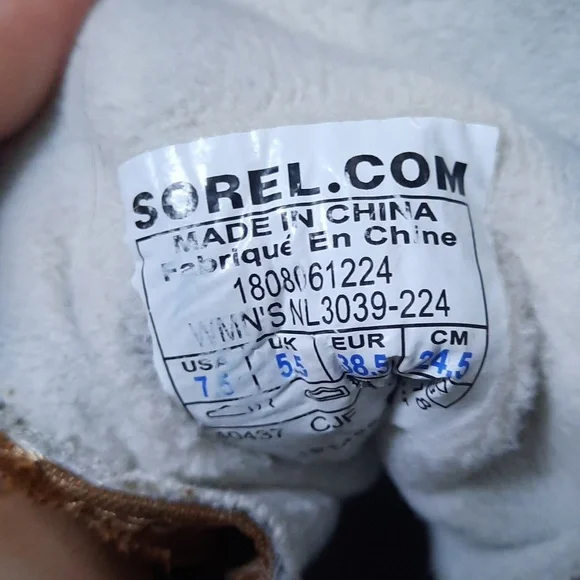 SOREL.COM
MADE IN CHINA
Fabriqué En Chine
1808061224
WMN'S NL3039-224
USA UK EUR CM
7.5 5.5 38.5 24.5
CJF